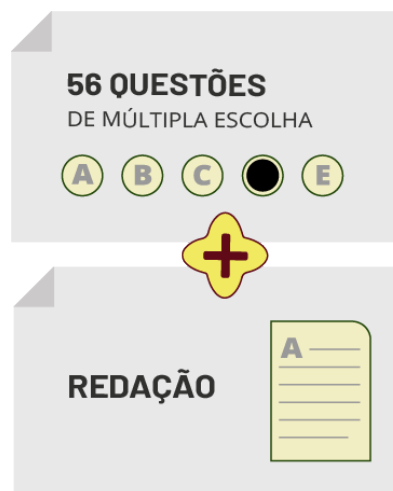 56 QUESTÕES
DE MÚLTIPLA ESCOLHA
A B C E
+
REDAÇÃO
A